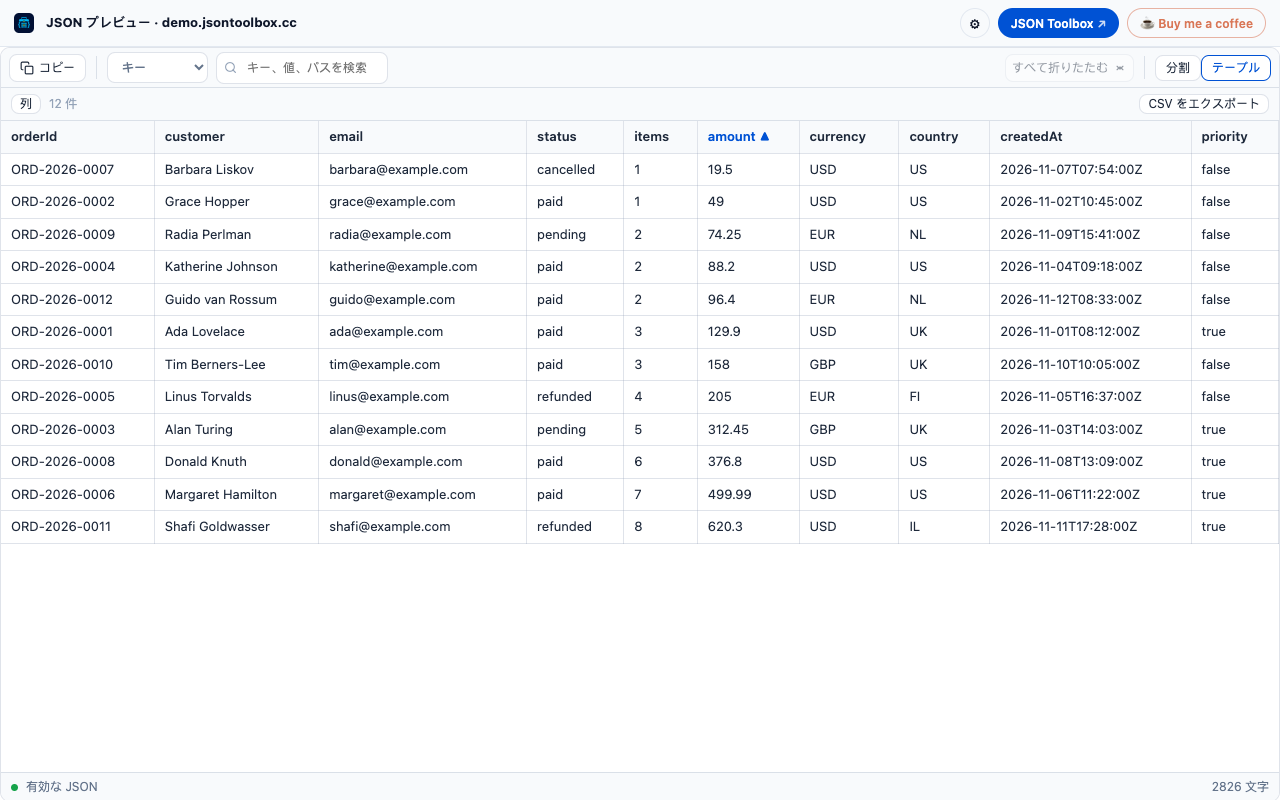 JSON プレビュー · demo.jsontoolbox.cc
JSON Toolbox ↗
☕ Buy me a coffee
コピー
キー
キー、値、パスを検索
すべて折りたたむ
分割
テーブル
列 12 件
CSV をエクスポート
orderId customer email status items amount ▲ currency country createdAt priority
ORD-2026-0007 Barbara Liskov barbara@example.com cancelled 1 19.5 USD US 2026-11-07T07:54:00Z false
ORD-2026-0002 Grace Hopper grace@example.com paid 1 49 USD US 2026-11-02T10:45:00Z false
ORD-2026-0009 Radia Perlman radia@example.com pending 2 74.25 EUR NL 2026-11-09T15:41:00Z false
ORD-2026-0004 Katherine Johnson katherine@example.com paid 2 88.2 USD US 2026-11-04T09:18:00Z false
ORD-2026-0012 Guido van Rossum guido@example.com paid 2 96.4 EUR NL 2026-11-12T08:33:00Z false
ORD-2026-0001 Ada Lovelace ada@example.com paid 3 129.9 USD UK 2026-11-01T08:12:00Z true
ORD-2026-0010 Tim Berners-Lee tim@example.com paid 3 158 GBP UK 2026-11-10T10:05:00Z false
ORD-2026-0005 Linus Torvalds linus@example.com refunded 4 205 EUR FI 2026-11-05T16:37:00Z false
ORD-2026-0003 Alan Turing alan@example.com pending 5 312.45 GBP UK 2026-11-03T14:03:00Z true
ORD-2026-0008 Donald Knuth donald@example.com paid 6 376.8 USD US 2026-11-08T13:09:00Z true
ORD-2026-0006 Margaret Hamilton margaret@example.com paid 7 499.99 USD US 2026-11-06T11:22:00Z true
ORD-2026-0011 Shafi Goldwasser shafi@example.com refunded 8 620.3 USD IL 2026-11-11T17:28:00Z true
有効な JSON
2826 文字